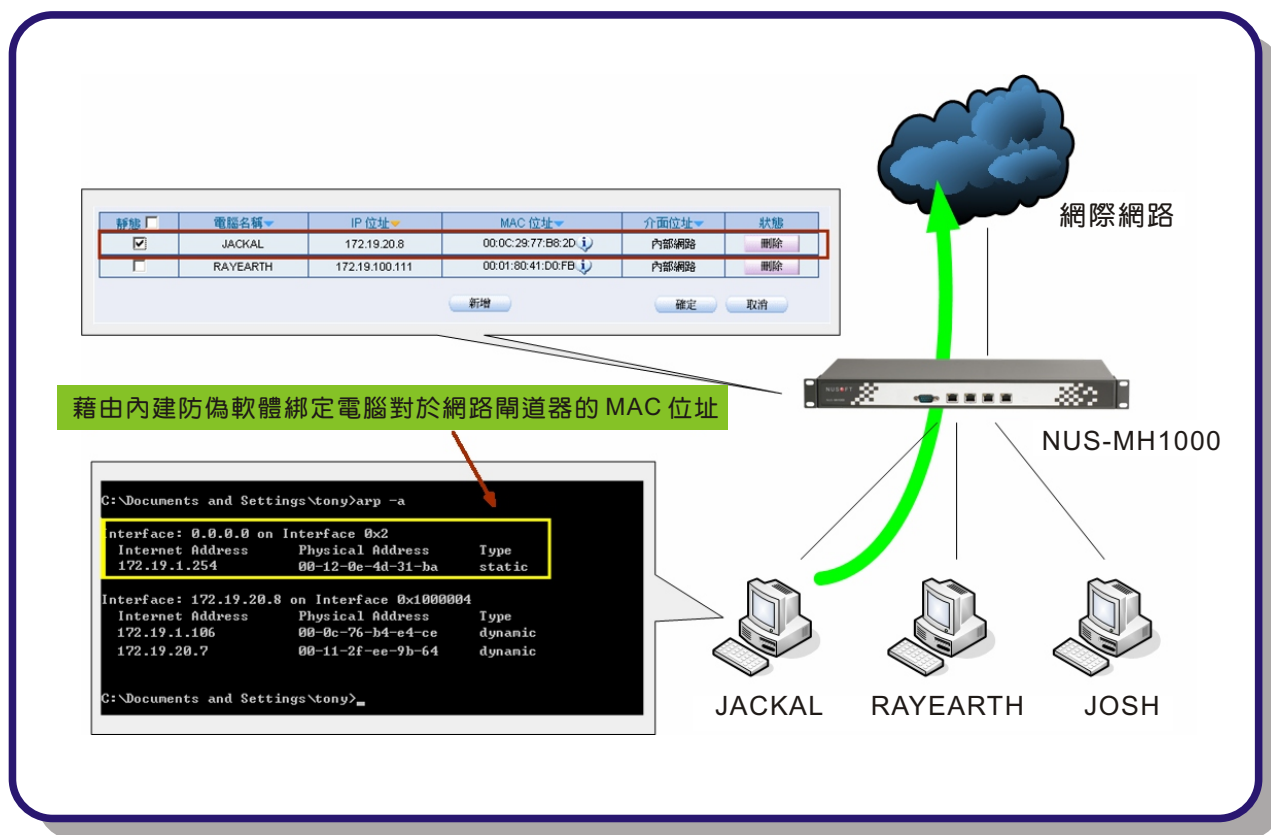 網際網路
靜態 電腦名稱 IP 位址 MAC 位址 介面位址 狀態
JACKAL 172.19.20.8 00:0C:29:77:B8:2D 內部網路 刪除
RAYEARTH 172.19.100.111 00:01:80:41:D0:FB 內部網路 刪除
新增 確定 取消
NUSOFT
NUS-MH1000
藉由內建防偽軟體綁定電腦對於網路閘道器的 MAC 位址
C:\Documents and Settings\tony>arp -a
Interface: 0.0.0.0 on Interface 0x2
Internet Address Physical Address Type
172.19.1.254 00-12-0e-4d-31-ba static
Interface: 172.19.20.8 on Interface 0x1000004
Internet Address Physical Address Type
172.19.1.106 00-0c-76-b4-e4-ce dynamic
172.19.20.7 00-11-2f-ee-9b-64 dynamic
C:\Documents and Settings\tony>_
JACKAL RAYEARTH JOSH